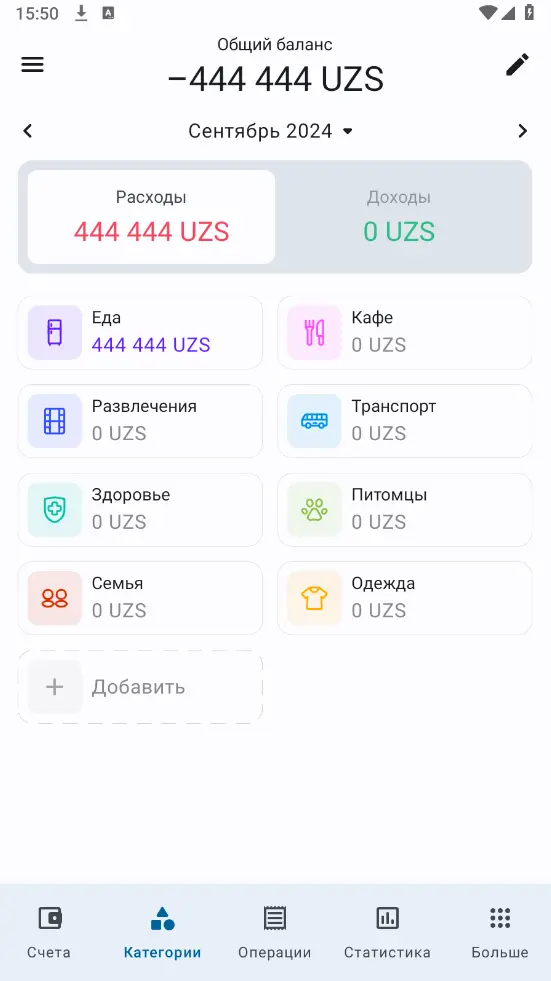 15:50
Общий баланс
–444 444 UZS
Сентябрь 2024
Расходы
Доходы
444 444 UZS
0 UZS
Еда
444 444 UZS
Кафе
0 UZS
Развлечения
0 UZS
Транспорт
0 UZS
Здоровье
0 UZS
Питомцы
0 UZS
Семья
0 UZS
Одежда
0 UZS
Добавить
Счета
Категории
Операции
Статистика
Больше